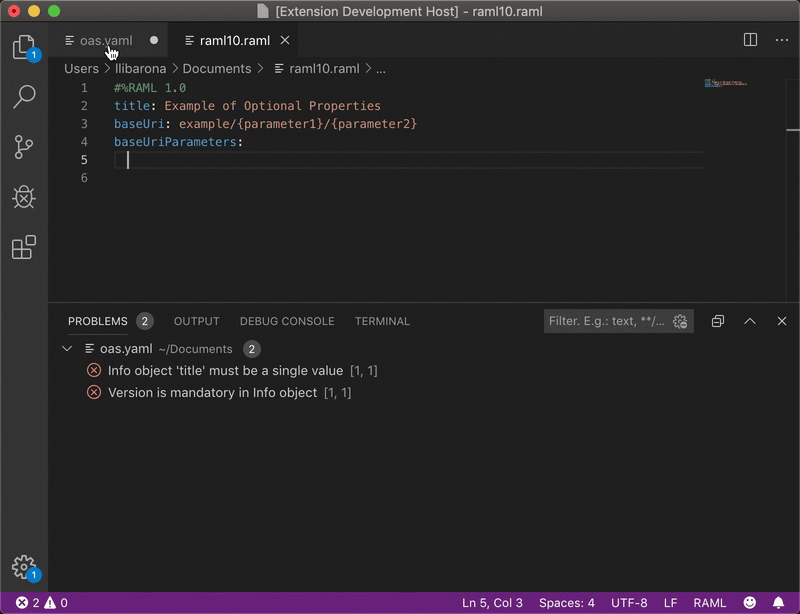 [Extension Development Host] - raml10.raml
oas.yaml
raml10.raml
Users > llibarona > Documents > raml10.raml > ...
1 #%RAML 1.0
2 title: Example of Optional Properties
3 baseUri: example/{parameter1}/{parameter2}
4 baseUriParameters:
5
6
1
PROBLEMS 2 OUTPUT DEBUG CONSOLE TERMINAL Filter. E.g.: text, **/...
oas.yaml ~/Documents 2
Info object 'title' must be a single value [1, 1]
Version is mandatory in Info object [1, 1]
1
2 0 Ln 5, Col 3 Spaces: 4 UTF-8 LF RAML